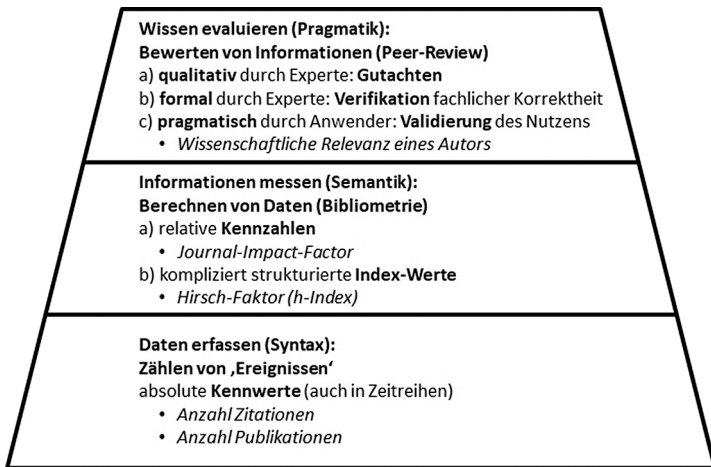 Wissen evaluieren (Pragmatik):
Bewerten von Informationen (Peer-Review)
a) qualitativ durch Experte: Gutachten
b) formal durch Experte: Verifikation fachlicher Korrektheit
c) pragmatisch durch Anwender: Validierung des Nutzens
• Wissenschaftliche Relevanz eines Autors
Informationen messen (Semantik):
Berechnen von Daten (Bibliometrie)
a) relative Kennzahlen
• Journal-Impact-Factor
b) kompliziert strukturierte Index-Werte
• Hirsch-Faktor (h-Index)
Daten erfassen (Syntax):
Zählen von ‚Ereignissen‘
absolute Kennwerte (auch in Zeitreihen)
• Anzahl Zitationen
• Anzahl Publikationen